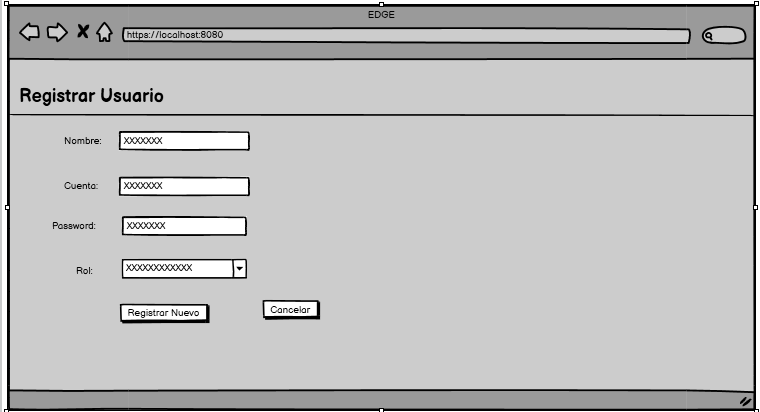 EDGE
https://localhost:8080
Registrar Usuario
Nombre: XXXXXXX
Cuenta: XXXXXXX
Password: XXXXXXX
Rol: XXXXXXXXXXXX
Registrar Nuevo Cancelar